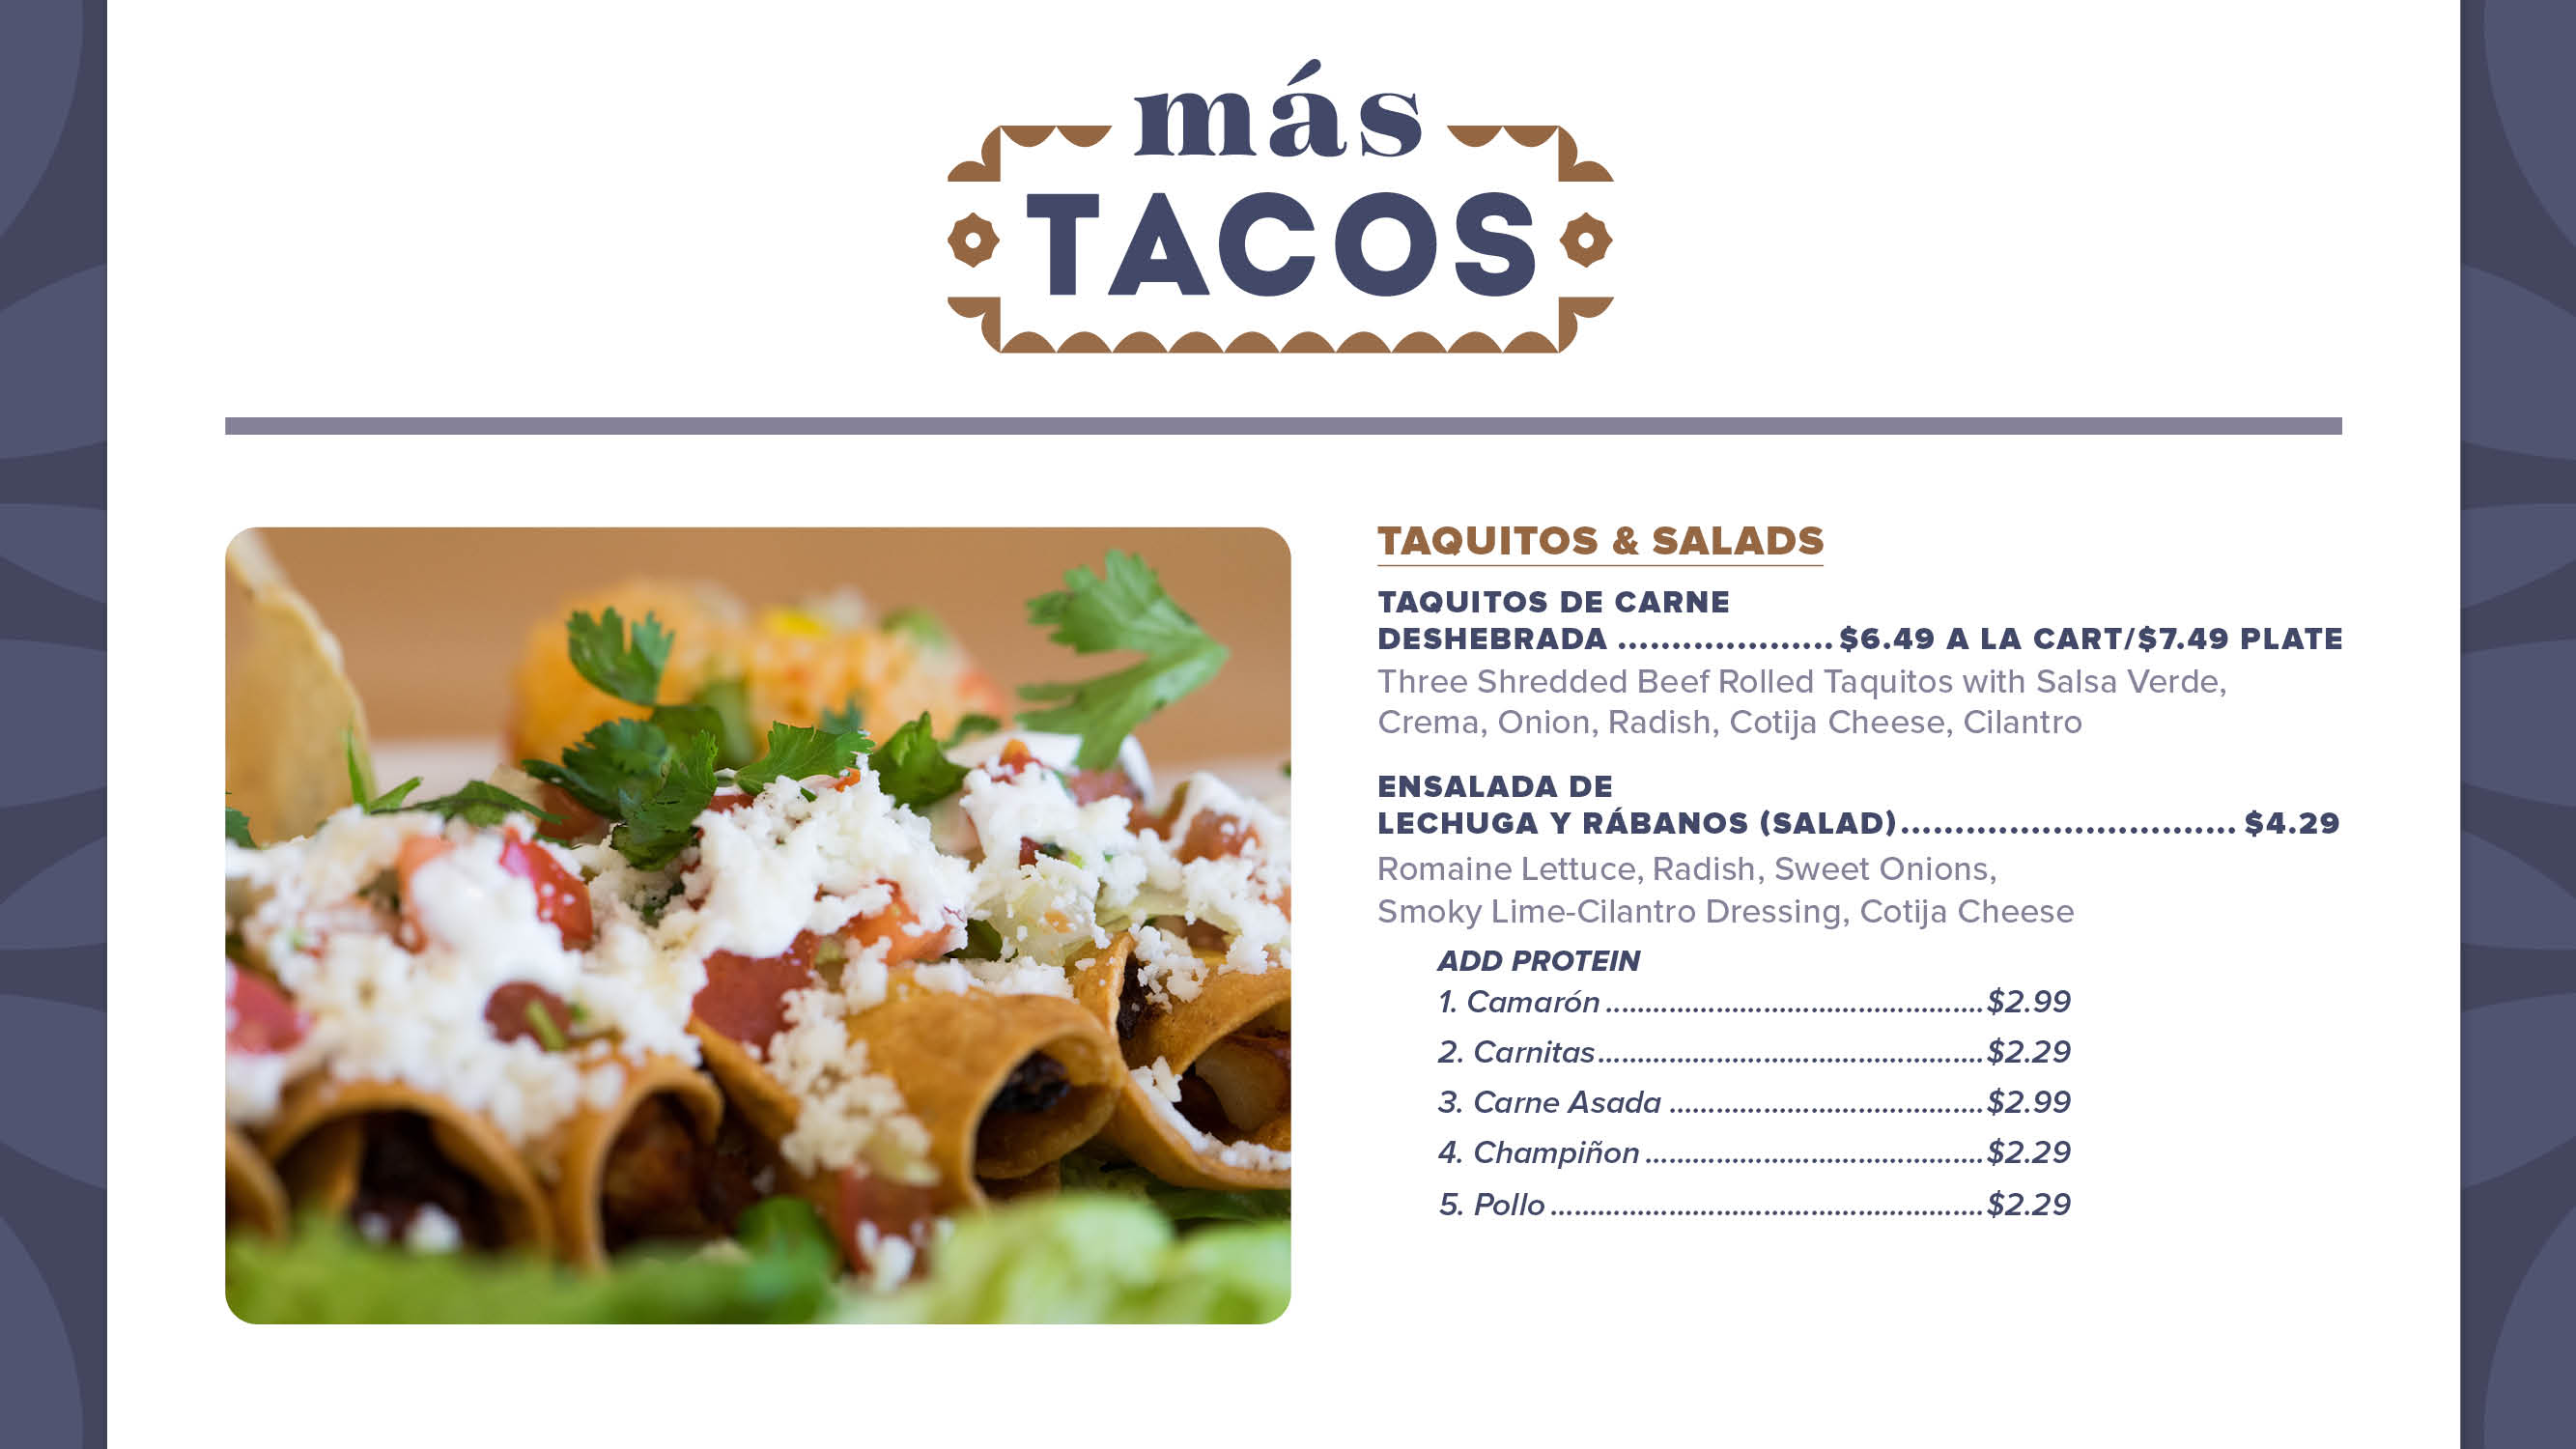 más
TACOS
TAQUITOS & SALADS
TAQUITOS DE CARNE
DESHEBRADA ....................$6.49 A LA CART/$7.49 PLATE
Three Shredded Beef Rolled Taquitos with Salsa Verde,
Crema, Onion, Radish, Cotija Cheese, Cilantro
ENSALADA DE
LECHUGA Y RÁBANOS (SALAD)............................... $4.29
Romaine Lettuce, Radish, Sweet Onions,
Smoky Lime-Cilantro Dressing, Cotija Cheese
ADD PROTEIN
1. Camarón ................................................$2.99
2. Carnitas.................................................$2.29
3. Carne Asada ........................................$2.99
4. Champiñon ...........................................$2.29
5. Pollo .......................................................$2.29